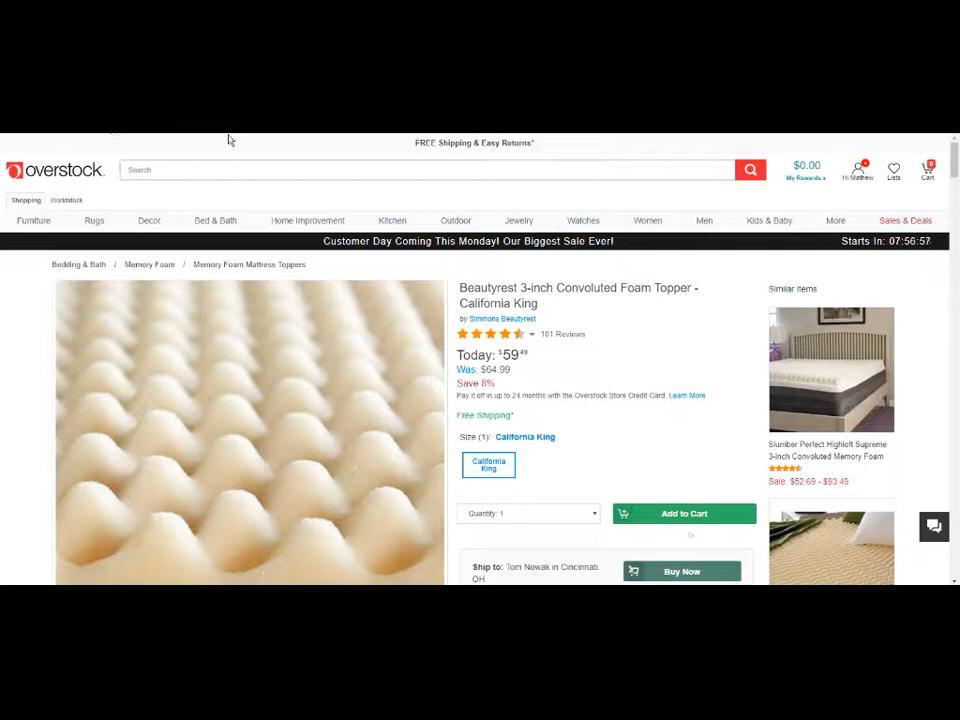 FREE Shipping & Easy Returns*
overstock.
Search
$0.00
My Rewards
Hi Mathew
Lists
8
Cart
Shopping
Worldstock
Furniture
Rugs
Decor
Bed & Bath
Home Improvement
Kitchen
Outdoor
Jewelry
Watches
Women
Men
Kids & Baby
More
Sales & Deals
Customer Day Coming This Monday! Our Biggest Sale Ever!
Starts In: 07:56:57
Bedding & Bath / Memory Foam / Memory Foam Mattress Toppers
Beautyrest 3-inch Convoluted Foam Topper -
California King
by Simmons Beautyrest
181 Reviews
Today: $59.49
Was: $64.99
Save 8%
Pay it off in up to 24 months with the Overstock Store Credit Card. Learn More
Free Shipping*
Size (1): California King
California
King
Quantity: 1
Add to Cart
Or
Ship to: Tom Nowak in Cincinnati,
OH
Buy Now
Similar Items
Slumber Perfect Highloft Supreme
3-inch Convoluted Memory Foam
Sale: $52.69 - $93.49